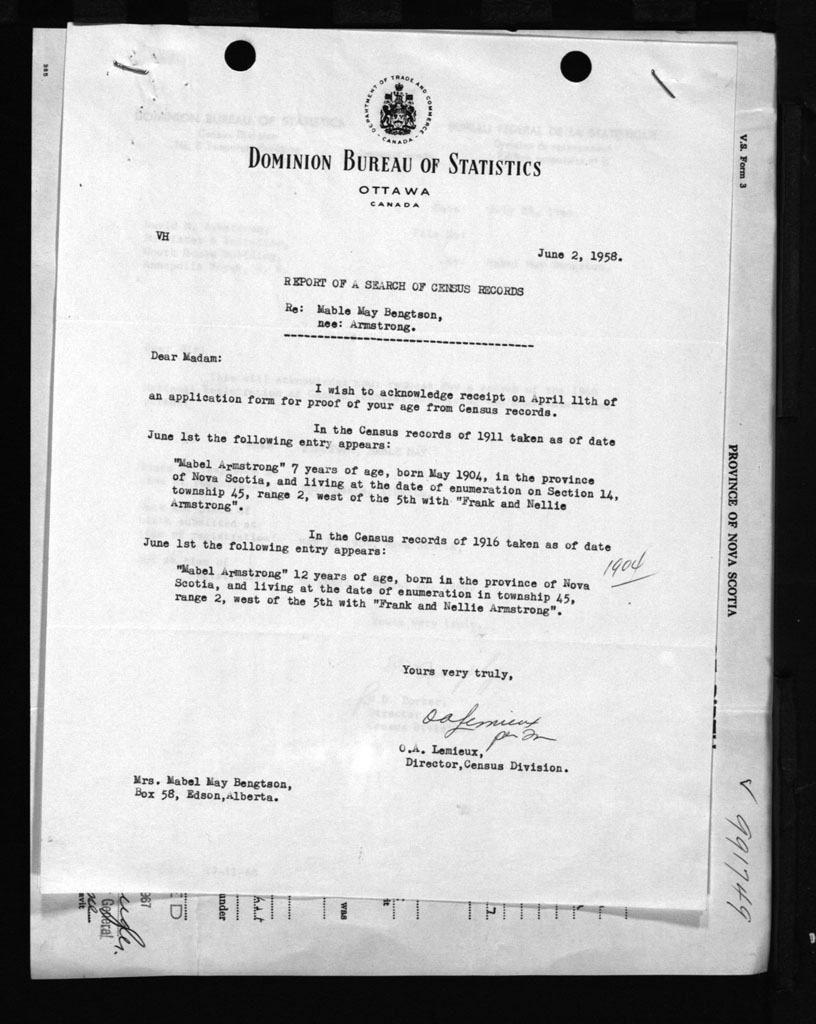 DEPARTMENT OF TRADE AND COMMERCE
CANADA
DOMINION BUREAU OF STATISTICS
OTTAWA
CANADA
VH
June 2, 1958.
REPORT OF A SEARCH OF CENSUS RECORDS
Re: Mable May Bengtson,
nee: Armstrong.
Dear Madam:
I wish to acknowledge receipt on April 11th of
an application form for proof of your age from Census records.
In the Census records of 1911 taken as of date
June 1st the following entry appears:
"Mabel Armstrong" 7 years of age, born May 1904, in the province
of Nova Scotia, and living at the date of enumeration on Section 14,
township 45, range 2, west of the 5th with "Frank and Nellie
Armstrong".
In the Census records of 1916 taken as of date
June 1st the following entry appears:
1904
"Mabel Armstrong" 12 years of age, born in the province of Nova
Scotia, and living at the date of enumeration in township 45,
range 2, west of the 5th with "Frank and Nellie Armstrong".
Yours very truly,
OALemieux
O.A. Lemieux,
Director,Census Division.
Mrs. Mabel May Bengtson,
Box 58, Edson,Alberta.
V.S. Form 3
PROVINCE OF NOVA SCOTIA
V 991749
967
General
under
was